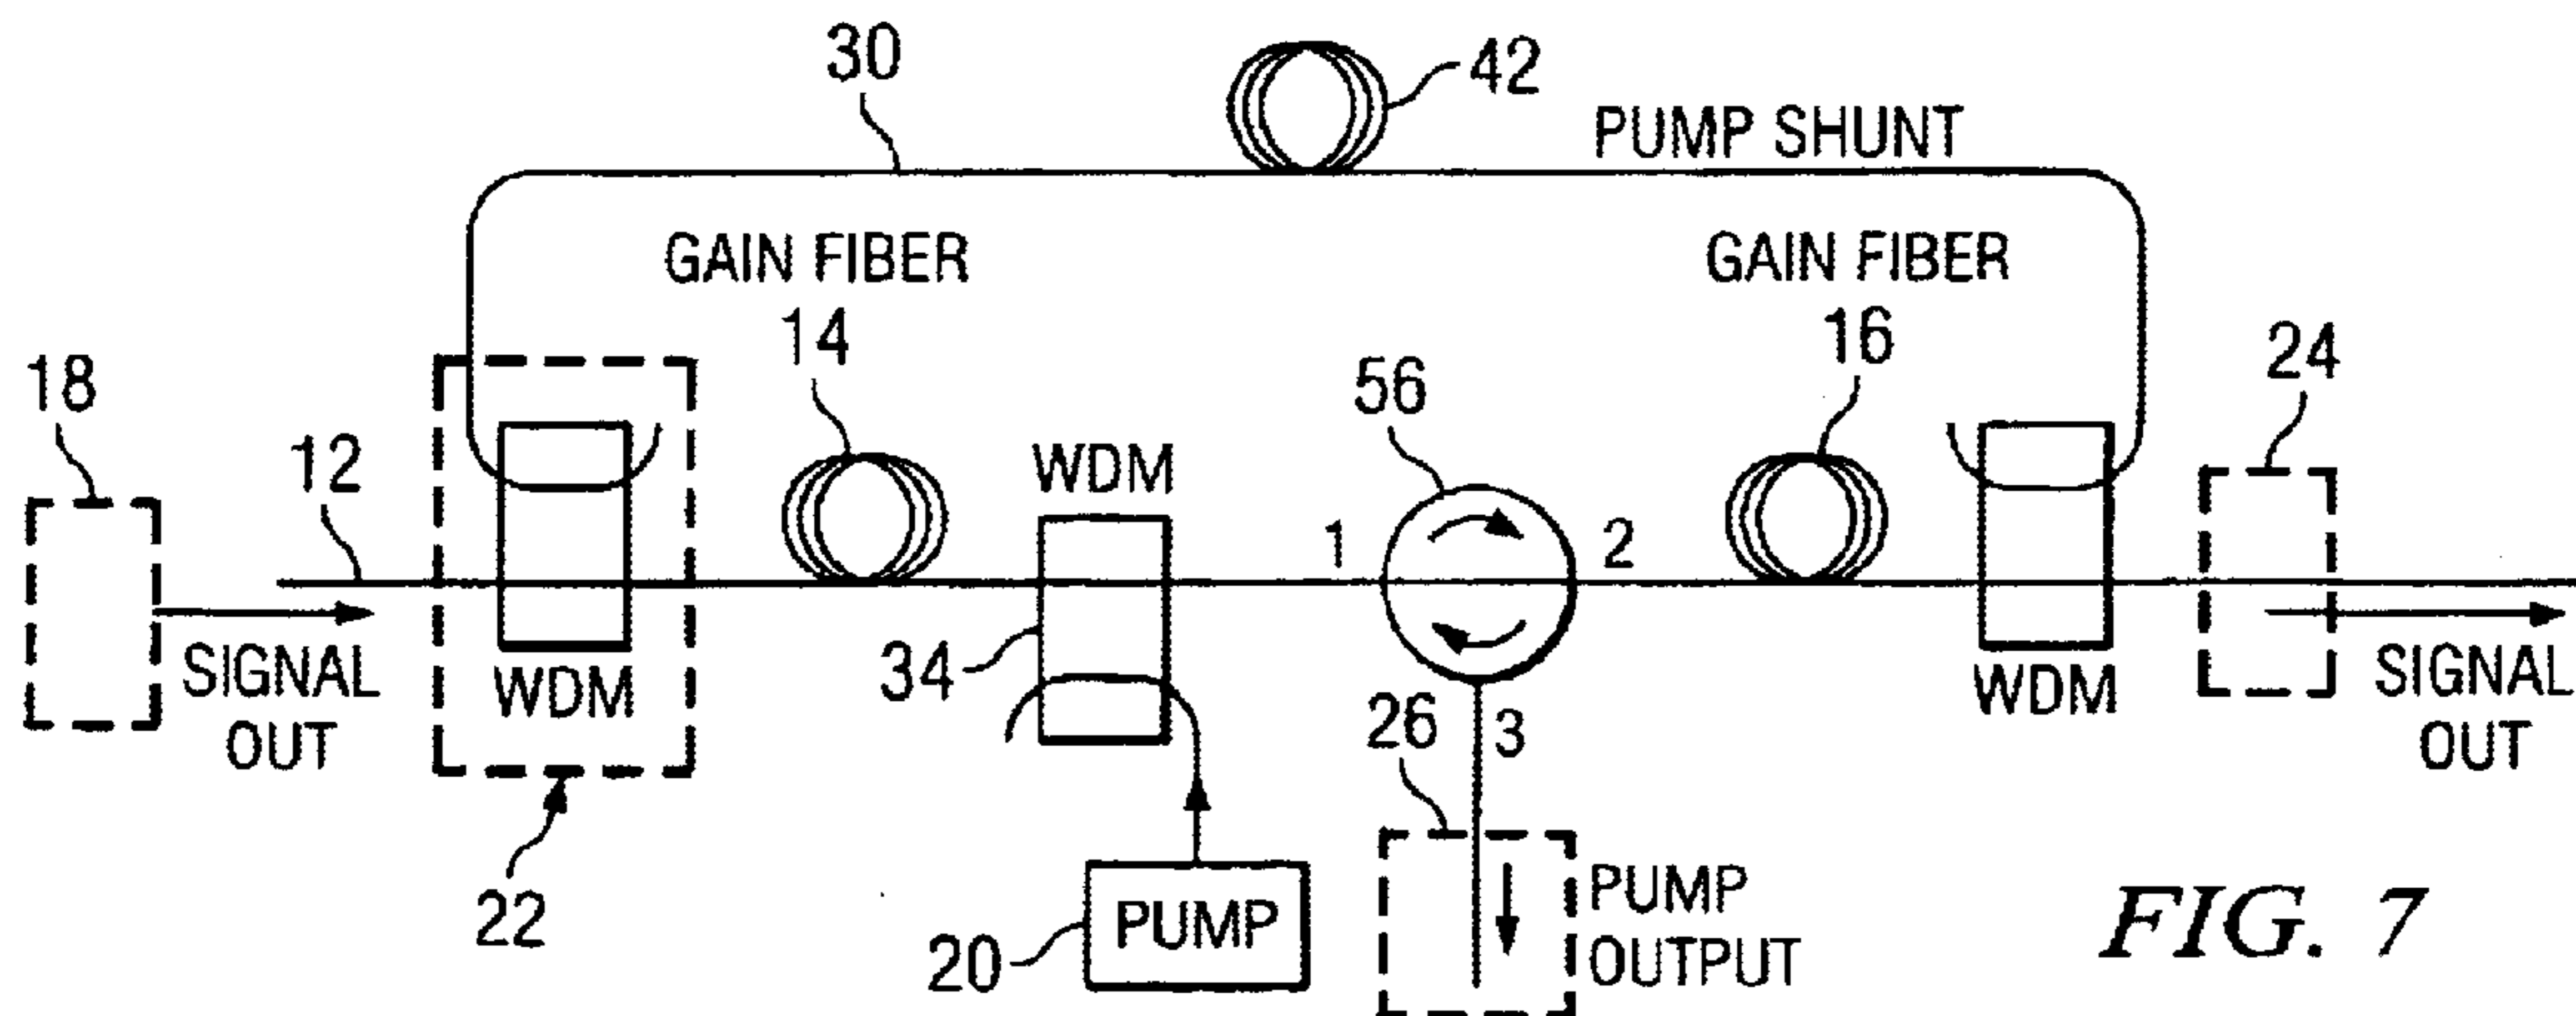 30
42
PUMP SHUNT
GAIN FIBER
14
GAIN FIBER
16
18
12
56
24
WDM
1
2
SIGNAL
OUT
WDM
34
26
3
WDM
SIGNAL
OUT
22
20
PUMP
PUMP
OUTPUT
FIG. 7